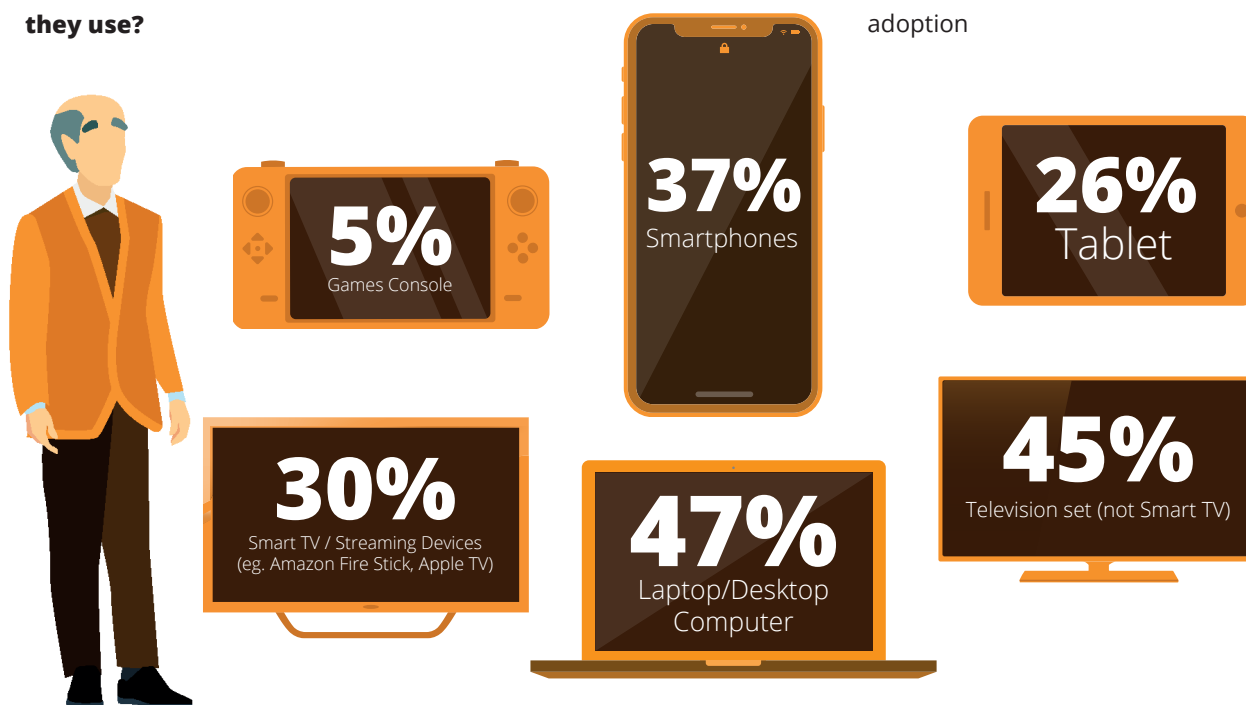 they use?
adoption
5%
Games Console
37%
Smartphones
26%
Tablet
30%
Smart TV / Streaming Devices
(eg. Amazon Fire Stick, Apple TV)
47%
Laptop/Desktop
Computer
45%
Television set (not Smart TV)